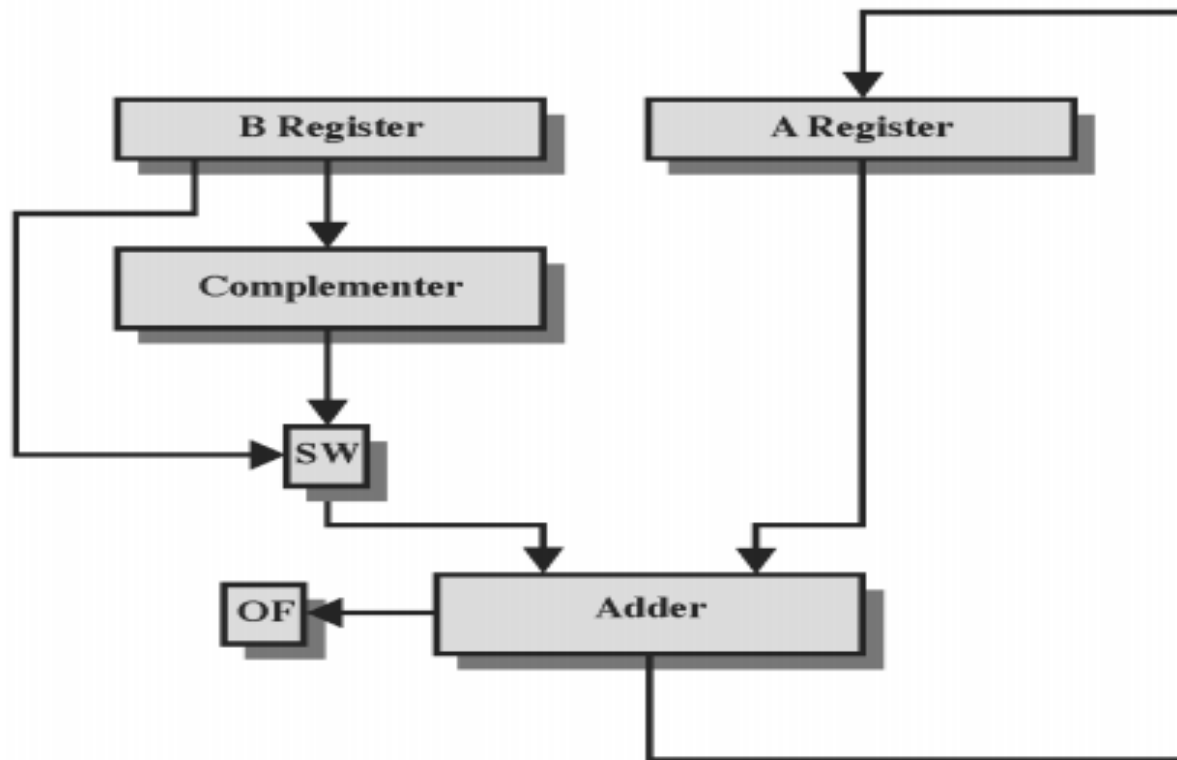 B Register
A Register
Complementer
SW
OF
Adder